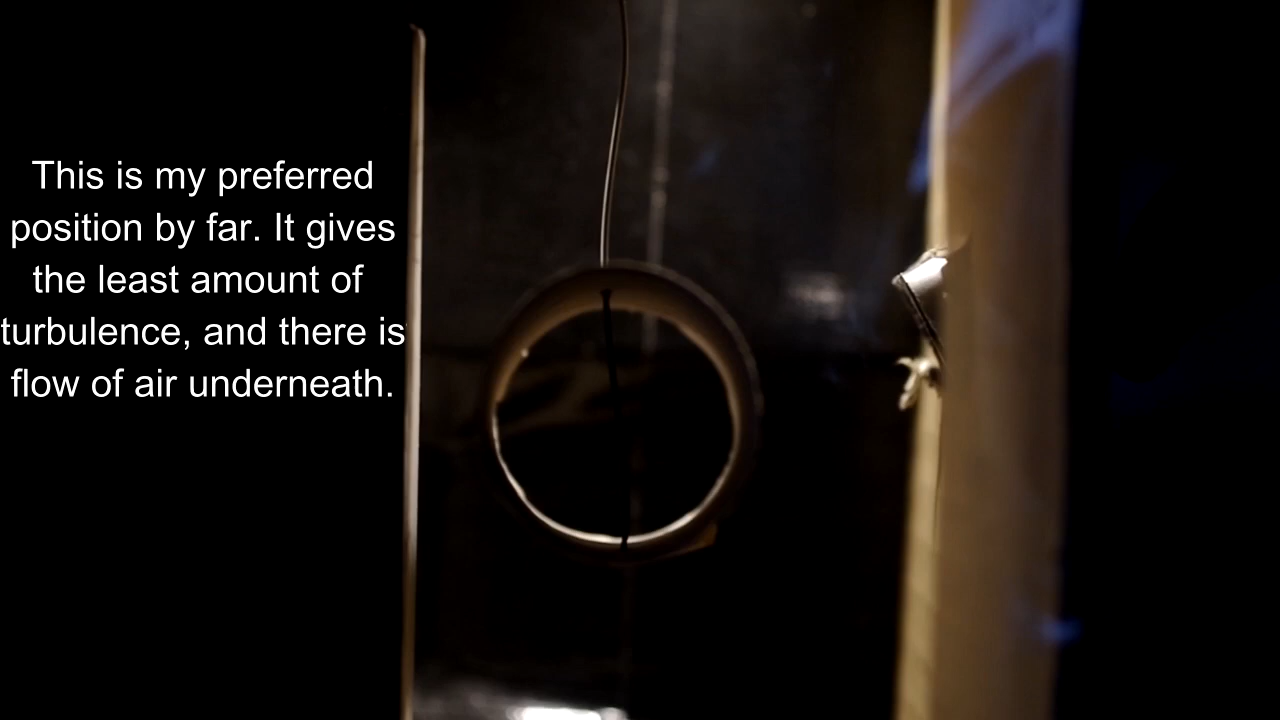 This is my preferred
position by far. It gives
the least amount of
turbulence, and there is
flow of air underneath.